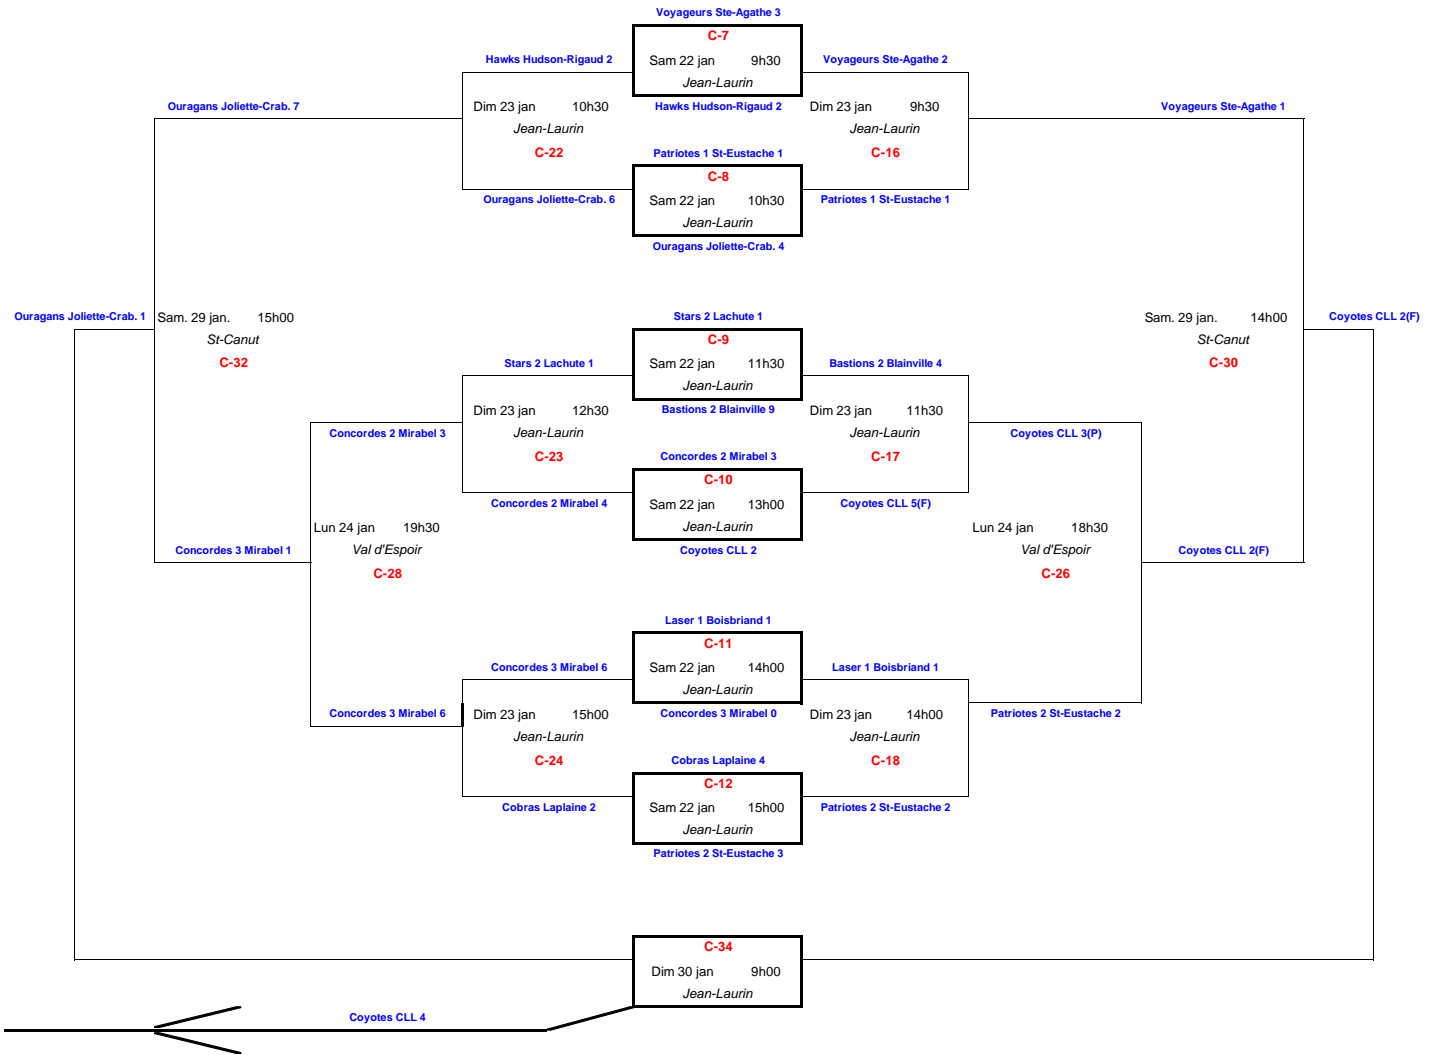 Voyageurs Ste-Agathe 3
C-7
Hawks Hudson-Rigaud 2
Sam 22 jan 9h30
Voyageurs Ste-Agathe 2
Jean-Laurin
Ouragans Joliette-Crab. 7
Dim 23 jan 10h30
Hawks Hudson-Rigaud 2
Dim 23 jan 9h30
Voyageurs Ste-Agathe 1
Jean-Laurin
Jean-Laurin
C-22
Patriotes 1 St-Eustache 1
C-16
C-8
Ouragans Joliette-Crab. 6
Sam 22 jan 10h30
Patriotes 1 St-Eustache 1
Jean-Laurin
Ouragans Joliette-Crab. 4
Ouragans Joliette-Crab. 1
Sam. 29 jan. 15h00
Stars 2 Lachute 1
Sam. 29 jan. 14h00
Coyotes CLL 2(F)
St-Canut
C-9
St-Canut
C-32
Stars 2 Lachute 1
Sam 22 jan 11h30
Bastions 2 Blainville 4
C-30
Jean-Laurin
Dim 23 jan 12h30
Bastions 2 Blainville 9
Dim 23 jan 11h30
Concordes 2 Mirabel 3
Jean-Laurin
Jean-Laurin
Coyotes CLL 3(P)
C-23
Concordes 2 Mirabel 3
C-17
C-10
Concordes 2 Mirabel 4
Sam 22 jan 13h00
Coyotes CLL 5(F)
Lun 24 jan 19h30
Jean-Laurin
Lun 24 jan 18h30
Concordes 3 Mirabel 1
Val d'Espoir
Coyotes CLL 2
Val d'Espoir
Coyotes CLL 2(F)
C-28
C-26
Laser 1 Boisbriand 1
C-11
Concordes 3 Mirabel 6
Sam 22 jan 14h00
Laser 1 Boisbriand 1
Jean-Laurin
Concordes 3 Mirabel 6
Dim 23 jan 15h00
Concordes 3 Mirabel 0
Dim 23 jan 14h00
Patriotes 2 St-Eustache 2
Jean-Laurin
Jean-Laurin
C-24
Cobras Laplaine 4
C-18
C-12
Cobras Laplaine 2
Sam 22 jan 15h00
Patriotes 2 St-Eustache 2
Jean-Laurin
Patriotes 2 St-Eustache 3
C-34
Dim 30 jan 9h00
Jean-Laurin
Coyotes CLL 4